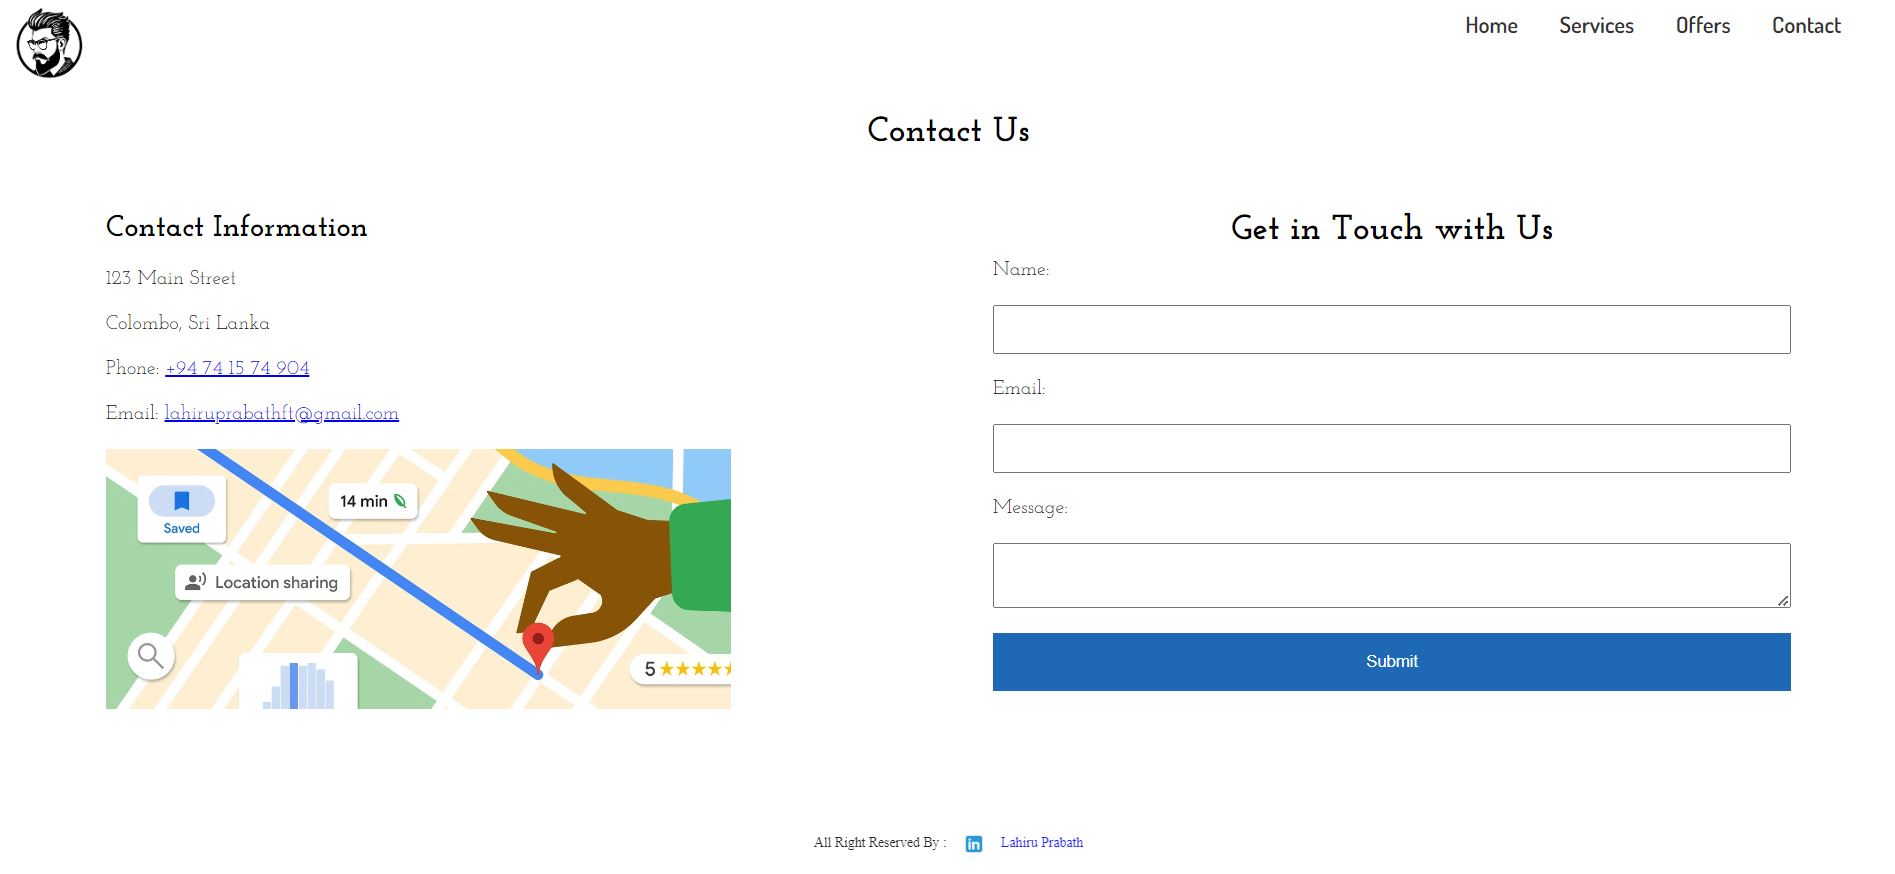 Home Services Offers Contact
Contact Us
Contact Information
123 Main Street
Colombo, Sri Lanka
Phone: +94 74 15 74 904
Email: lahiruprabathft@gmail.com
Saved
14 min
Location sharing
5 ★★★★★
Get in Touch with Us
Name:
Email:
Message:
Submit
All Right Reserved By : in Lahiru Prabath